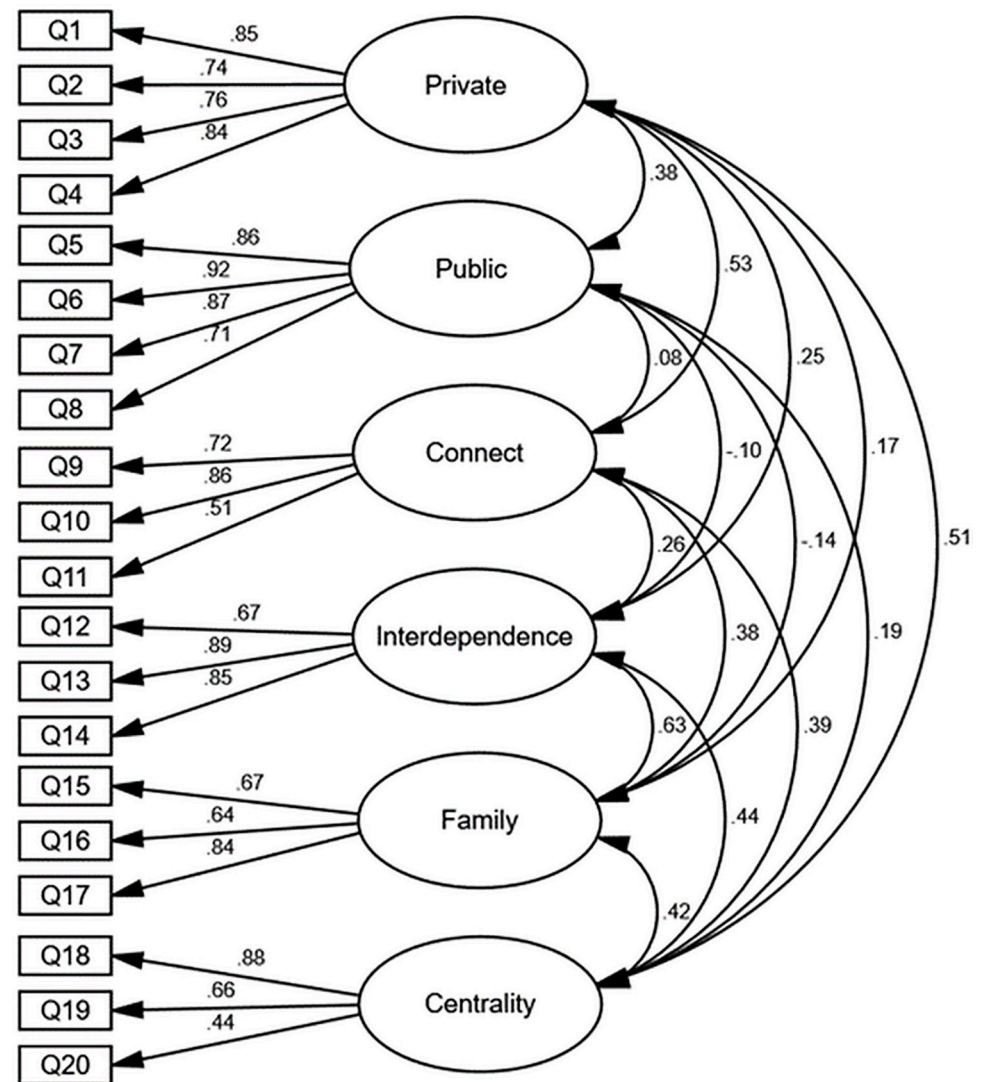 Q1
.85
Q2
.74
Q3
.76
Q4
.84
Private
Q5
.86
Q6
.92
Q7
.87
Q8
.71
Public
Q9
.72
Q10
.86
Q11
.51
Connect
Q12
.67
Q13
.89
Q14
.85
Interdependence
Q15
.67
Q16
.64
Q17
.84
Family
Q18
.88
Q19
.66
Q20
.44
Centrality
.38
.53
.08
.25
-.10
.17
.26
-.14
.51
.38
.19
.63
.39
.44
.42